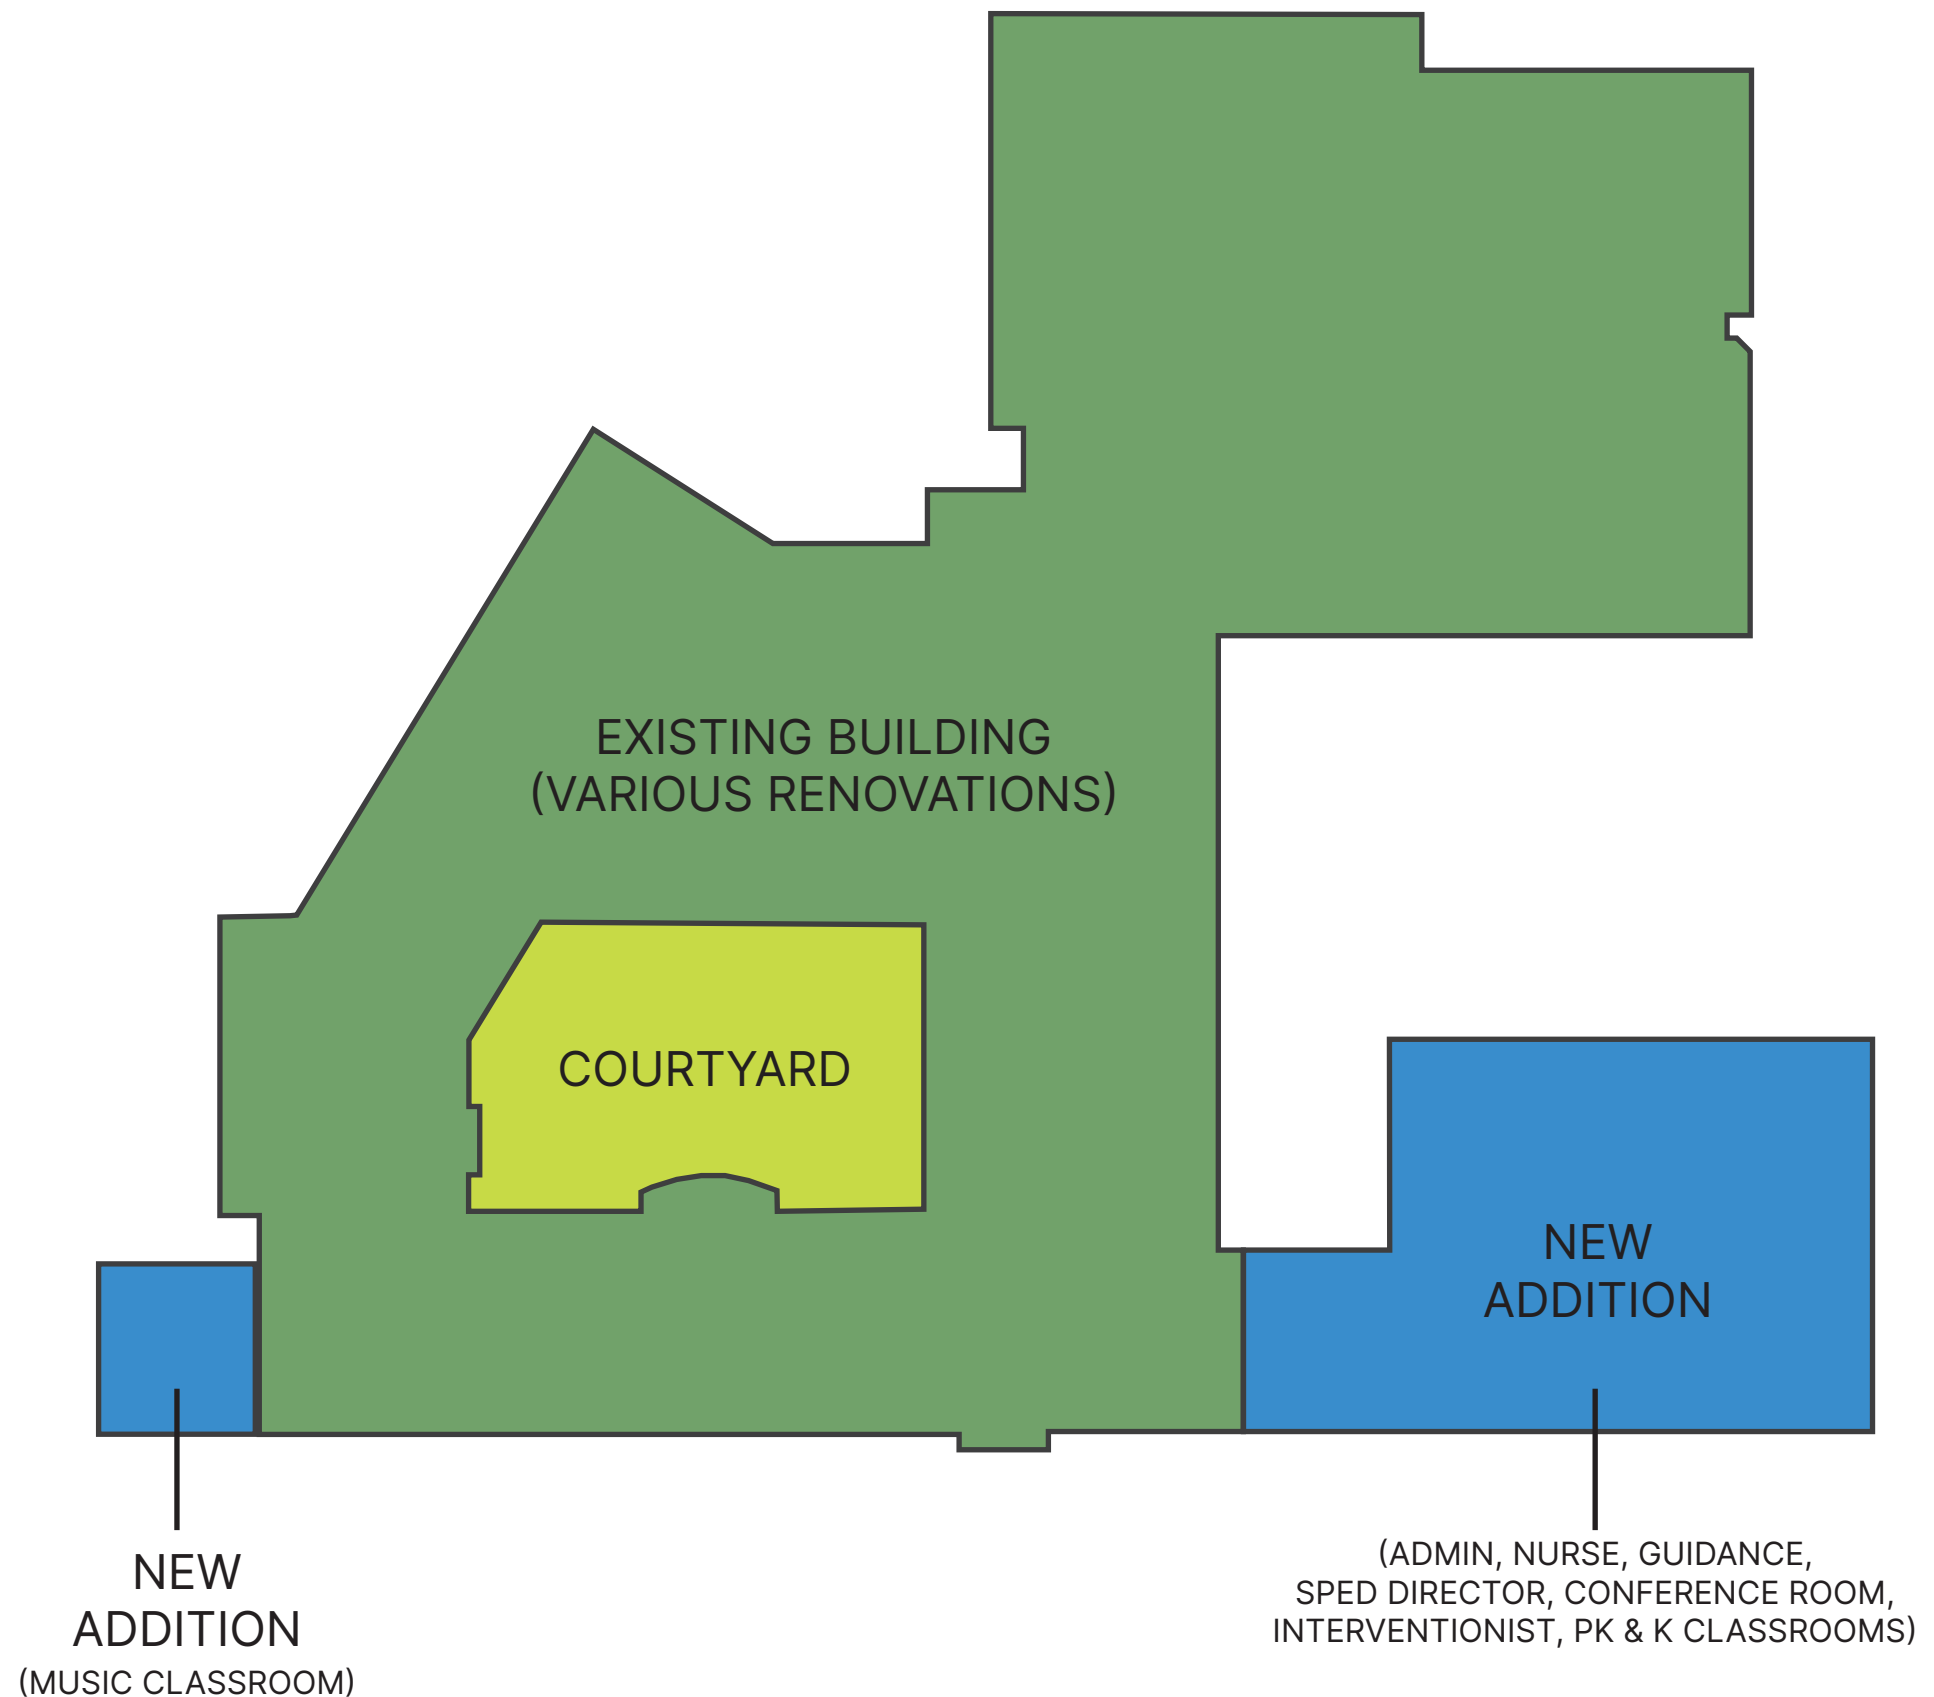 EXISTING BUILDING
(VARIOUS RENOVATIONS)
COURTYARD
NEW
ADDITION
(ADMIN, NURSE, GUIDANCE,
SPED DIRECTOR, CONFERENCE ROOM,
INTERVENTIONIST, PK & K CLASSROOMS)
NEW
ADDITION
(MUSIC CLASSROOM)